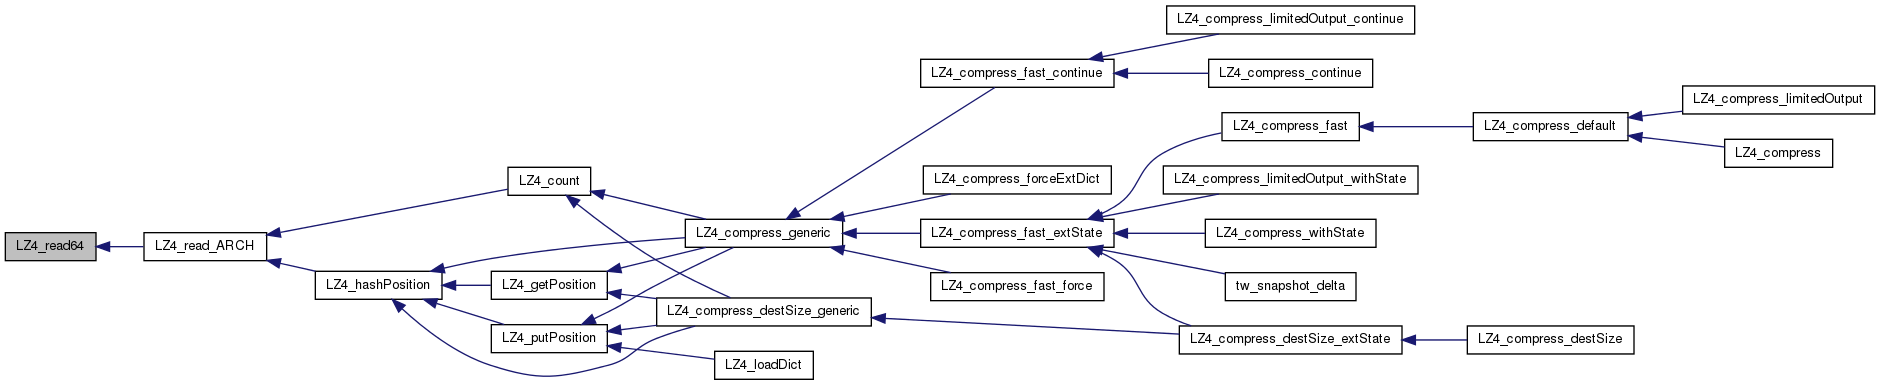 LZ4_read64
LZ4_read_ARCH
LZ4_count
LZ4_hashPosition
LZ4_getPosition
LZ4_putPosition
LZ4_compress_generic
LZ4_compress_destSize_generic
LZ4_loadDict
LZ4_compress_fast_continue
LZ4_compress_forceExtDict
LZ4_compress_fast_extState
LZ4_compress_fast_force
LZ4_compress_limitedOutput_continue
LZ4_compress_continue
LZ4_compress_fast
LZ4_compress_limitedOutput_withState
LZ4_compress_withState
tw_snapshot_delta
LZ4_compress_destSize_extState
LZ4_compress_default
LZ4_compress_destSize
LZ4_compress_limitedOutput
LZ4_compress